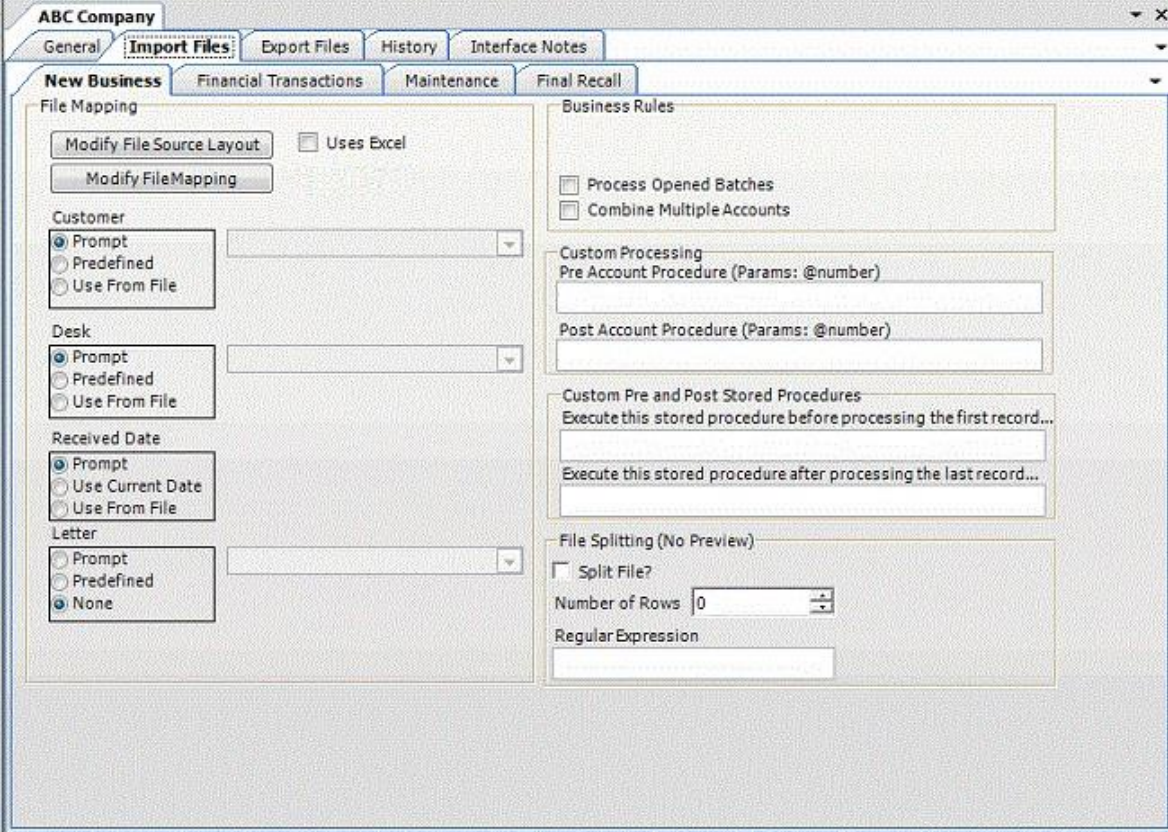 ABC Company
General Import Files Export Files History Interface Notes
New Business Financial Transactions Maintenance Final Recall
File Mapping
Modify File Source Layout Uses Excel
Modify FileMapping
Customer
Prompt
Predefined
Use From File
Desk
Prompt
Predefined
Use From File
Received Date
Prompt
Use Current Date
Use From File
Letter
Prompt
Predefined
None
Business Rules
Process Opened Batches
Combine Multiple Accounts
Custom Processing
Pre Account Procedure (Params: @number)
Post Account Procedure (Params: @number)
Custom Pre and Post Stored Procedures
Execute this stored procedure before processing the first record...
Execute this stored procedure after processing the last record...
File Splitting (No Preview)
Split File?
Number of Rows 0
Regular Expression